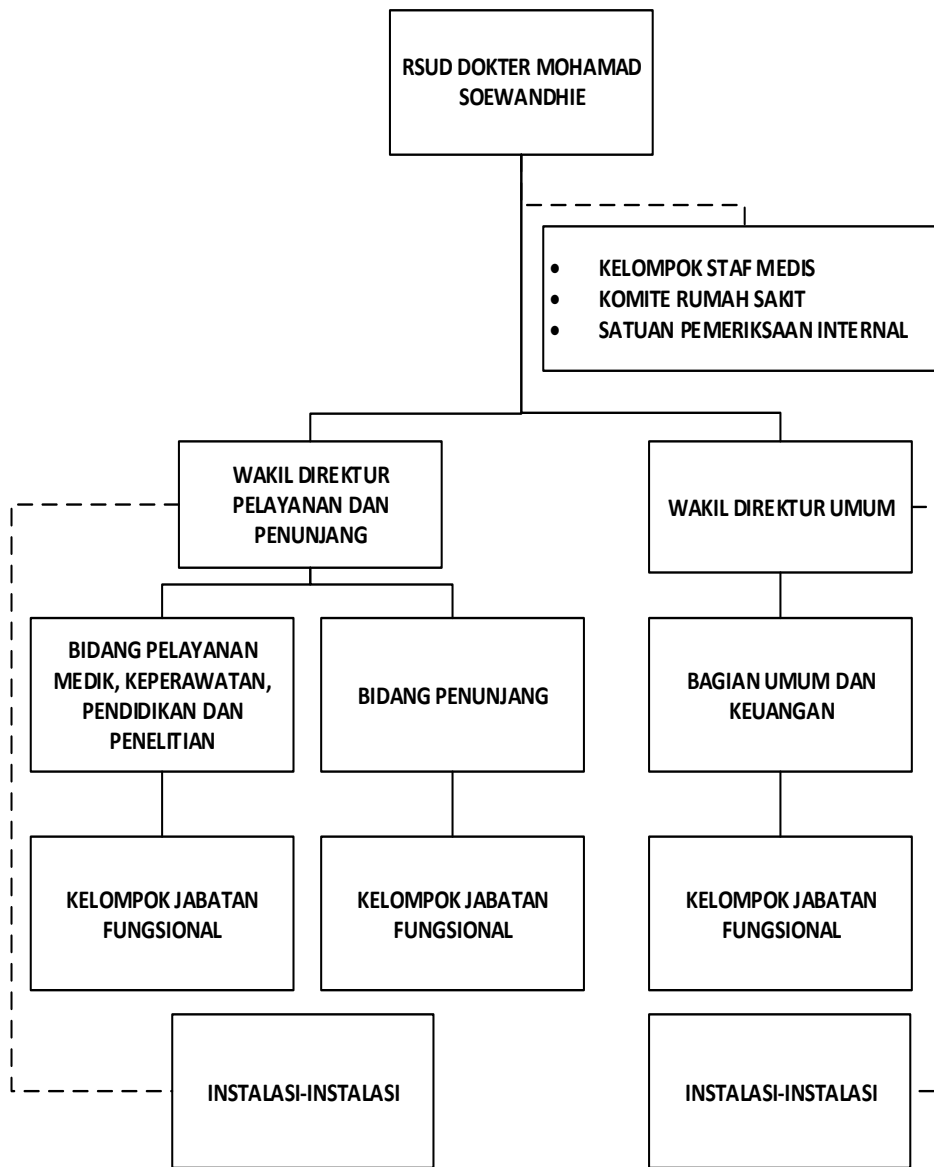 RSUD DOKTER MOHAMAD
SOEWANDHIE
• KELOMPOK STAF MEDIS
• KOMITE RUMAH SAKIT
• SATUAN PEMERIKSAAN INTERNAL
WAKIL DIREKTUR
PELAYANAN DAN
PENUNJANG
WAKIL DIREKTUR UMUM
BIDANG PELAYANAN
MEDIK, KEPERAWATAN,
PENDIDIKAN DAN
PENELITIAN
BIDANG PENUNJANG
BAGIAN UMUM DAN
KEUANGAN
KELOMPOK JABATAN
FUNGSIONAL
KELOMPOK JABATAN
FUNGSIONAL
KELOMPOK JABATAN
FUNGSIONAL
INSTALASI-INSTALASI
INSTALASI-INSTALASI